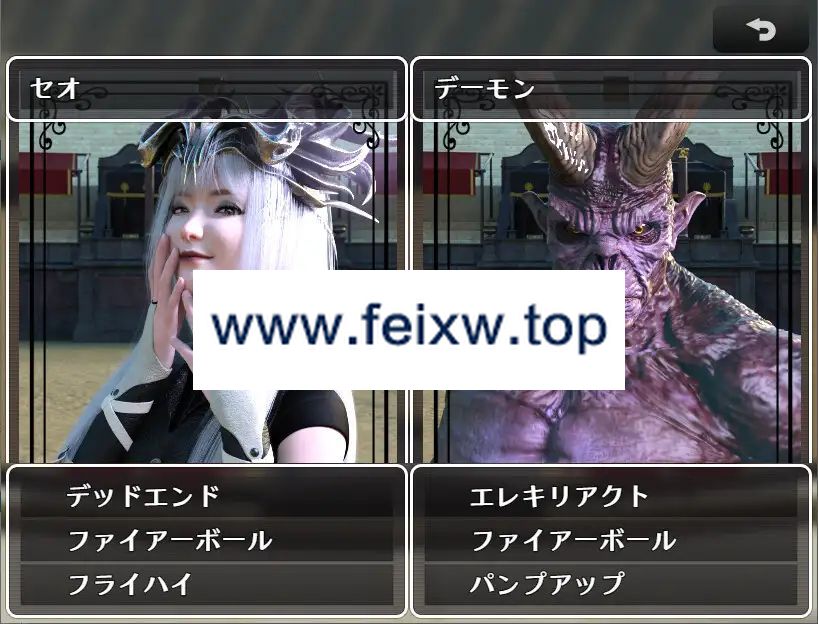 セオ
デーモン
www.feixw.top
デッドエンド
ファイアーボール
フライハイ
エレキリアクト
ファイアーボール
パンプアップ